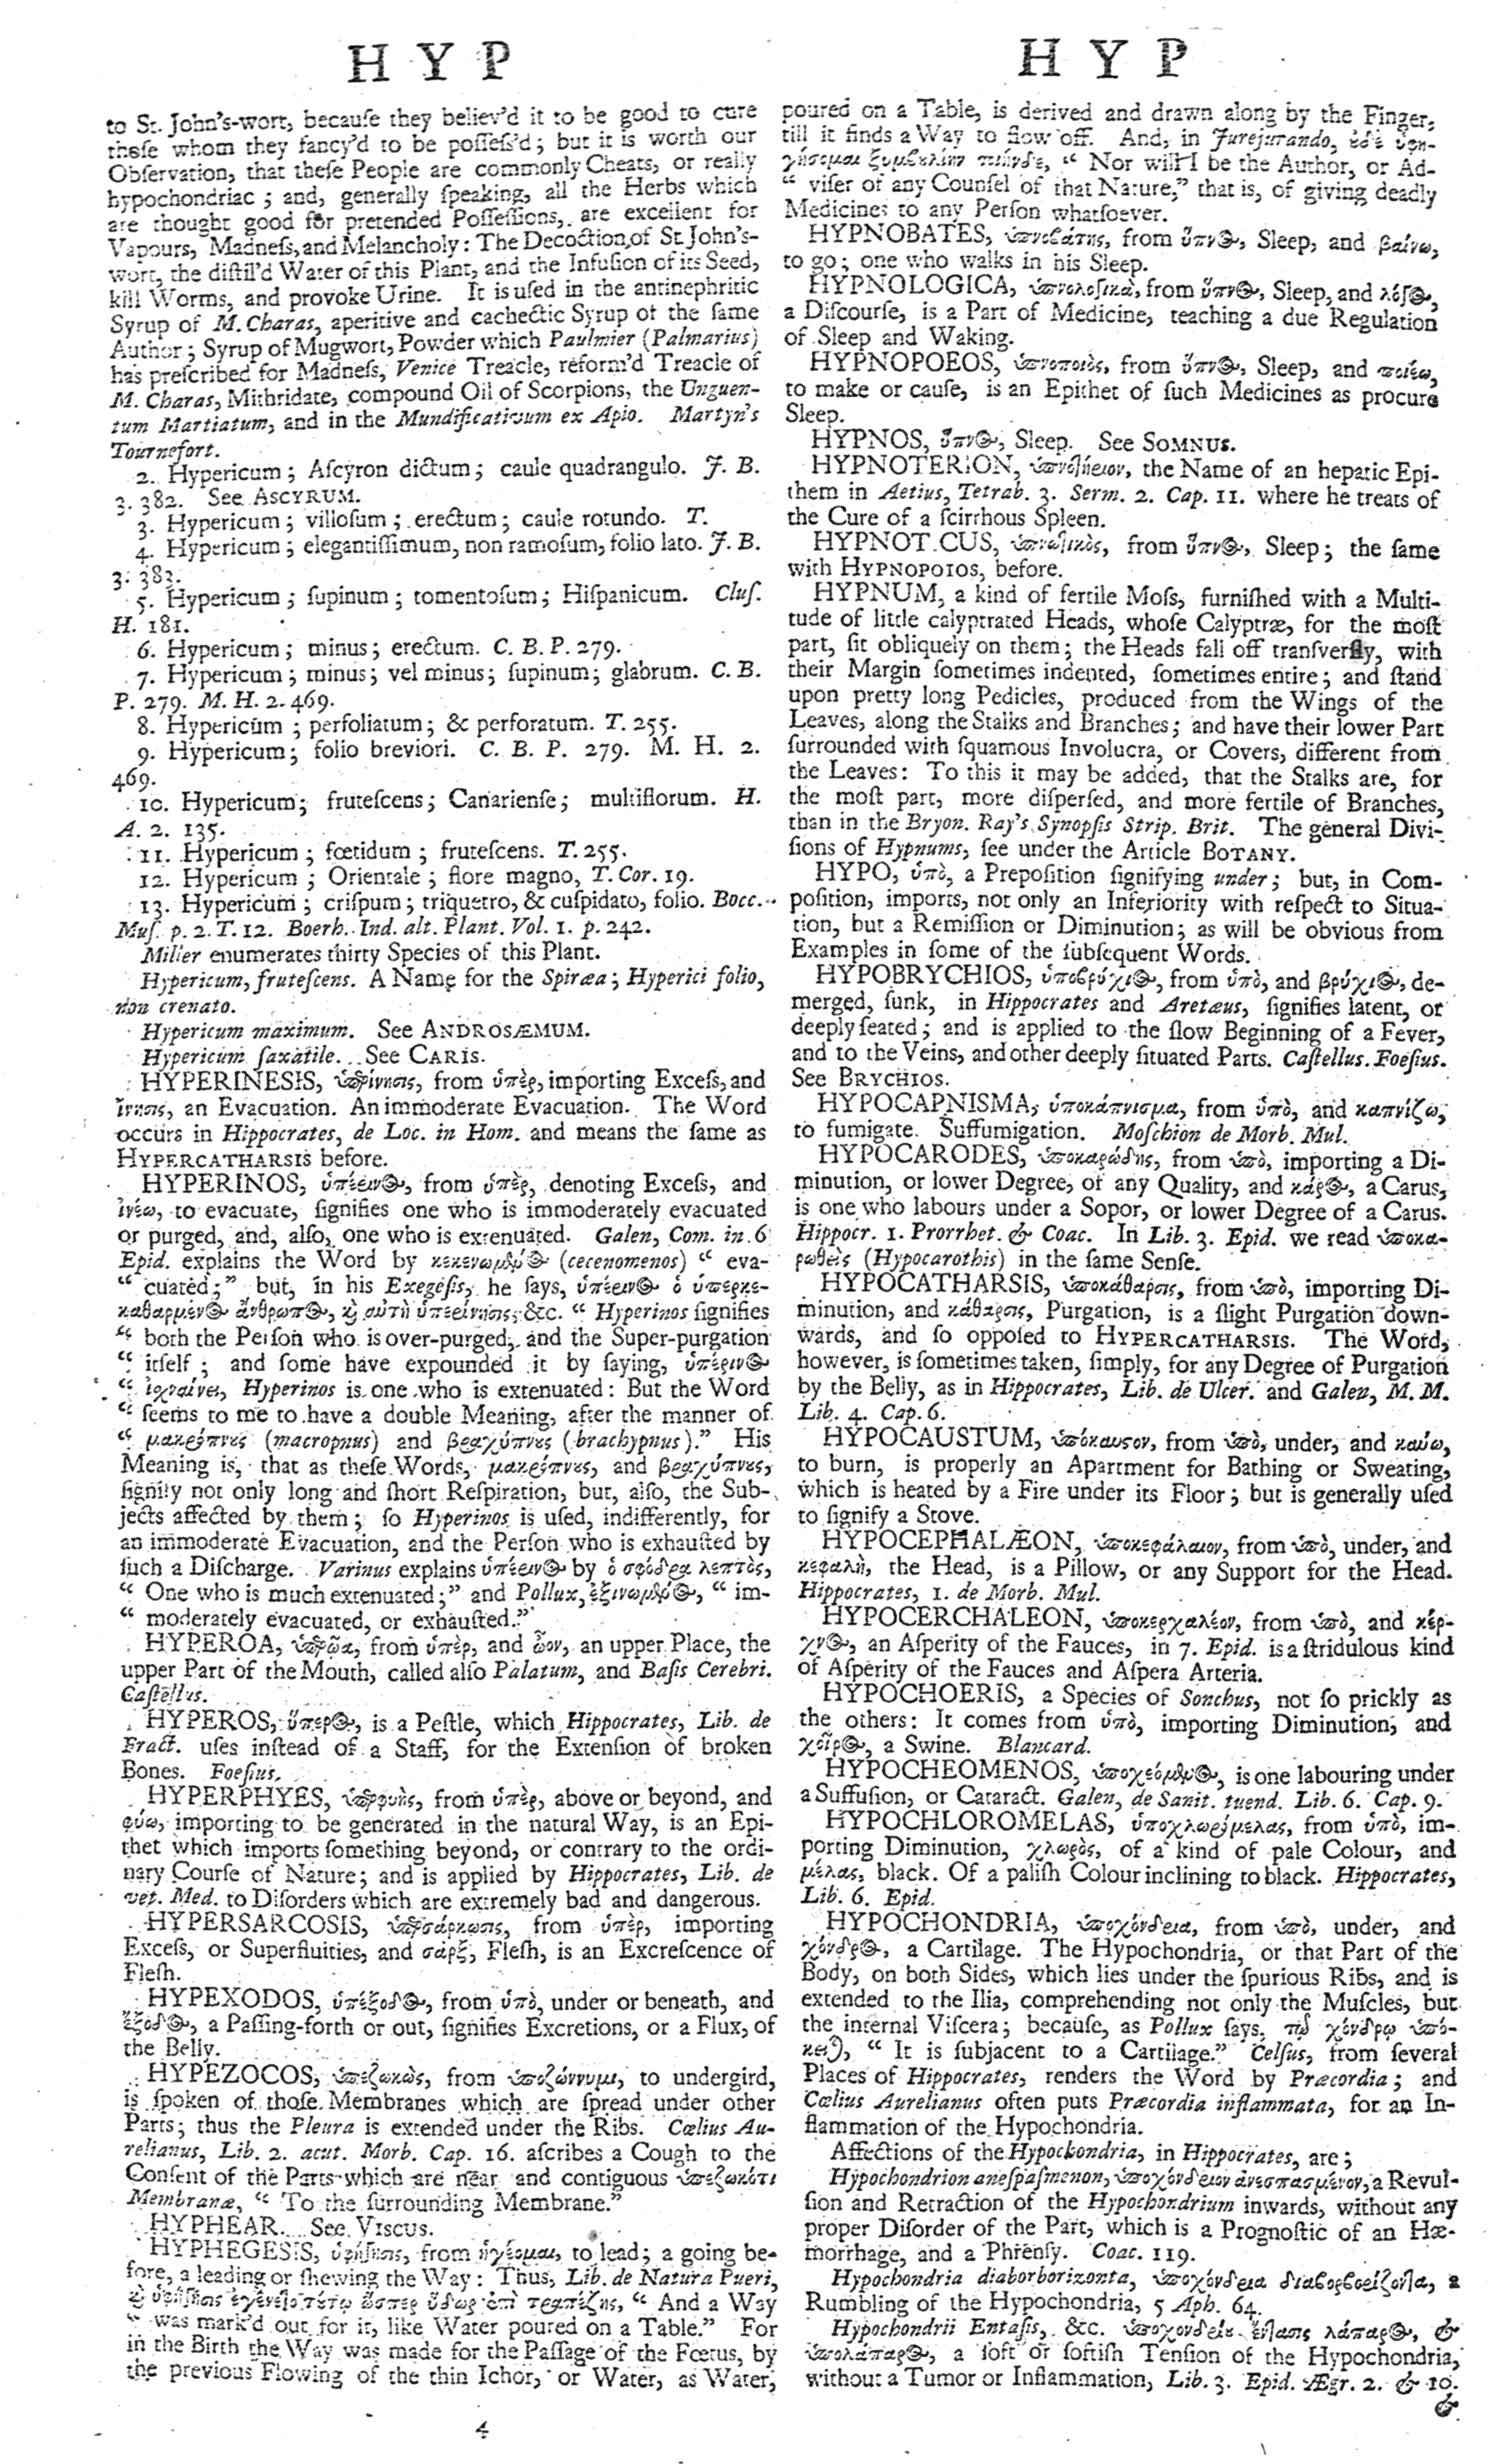 H Y P
to St. John's-wort, becauſe they believ'd it to be good to cure
theſe whom they fancy'd to be poſſeſs'd; but it is worth our
Obſervation, that theſe People are commonly Cheats, or really
hypochondriac; and, generally ſpeaking, all the Herbs which
are thought good for pretended Poſſeſſions, are excellent for
Vapours, Madneſs, and Melancholy: The Decoction of St John's-
wort, the diſtil'd Water of this Plant, and the Infuſion of its Seed,
kill Worms, and provoke Urine. It is uſed in the antinephritic
Syrup of M. Charas, aperitive and cachectic Syrup of the ſame
Author; Syrup of Mugwort, Powder which Paulmier (Palmarius)
has preſcribed for Madneſs, Venice Treacle, reform'd Treacle of
M. Charas, Mithridate, compound Oil of Scorpions, the Unguen-
tum Martiatum, and in the Mundificativum ex Apio. Martyn's
Tournefort.
2. Hypericum; Aſcyron dictum; caule quadrangulo. J. B.
3. 382. See ASCYRUM.
3. Hypericum; villoſum; erectum; caule rotundo. T.
4. Hypericum; elegantiſſimum, non ramoſum, folio lato. J. B.
3. 383.
5. Hypericum; ſupinum; tomentoſum; Hiſpanicum. Cluſ.
H. 181.
6. Hypericum; minus; erectum. C. B. P. 279.
7. Hypericum; minus; vel minus; ſupinum; glabrum. C. B.
P. 279. M. H. 2. 469.
8. Hypericum; perfoliatum; & perforatum. T. 255.
9. Hypericum; folio breviori. C. B. P. 279. M. H. 2.
469.
10. Hypericum; fruteſcens; Canarienſe; multiflorum. H.
A. 2. 135.
11. Hypericum; fœtidum; fruteſcens. T. 255.
12. Hypericum; Orientale; flore magno, T. Cor. 19.
13. Hypericum; criſpum; triquetro, & cuſpidato, folio. Bocc.
Muſ. p. 2. T. 12. Boerh. Ind. alt. Plant. Vol. 1. p. 242.
Miller enumerates thirty Species of this Plant.
Hypericum, fruteſcens. A Name for the Spiræa; Hyperici folio,
non crenato.
Hypericum maximum. See ANDROSÆMUM.
Hypericum ſaxatile. See CARIS.
HYPERINESIS, ὑπερίνησις, from ὑπὲρ, importing Exceſs, and
ἴνησις, an Evacuation. An immoderate Evacuation. The Word
occurs in Hippocrates, de Loc. in Hom. and means the ſame as
HYPERCATHARSIS before.
HYPERINOS, ὑπέρινος, from ὑπὲρ, denoting Exceſs, and
ἰνέω, to evacuate, ſignifies one who is immoderately evacuated
or purged, and, alſo, one who is extenuated. Galen, Com. in. 6
Epid. explains the Word by κεκενωμένος (cecenomenos) “ eva-
“ cuated;” but, in his Exegeſis, he ſays, ὑπέρινος ὁ ὑπερκε-
καθαρμένος ἄνθρωπος, &c. “ Hyperinos ſignifies
“ both the Perſon who is over-purged, and the Super-purgation
“ itſelf; and ſome have expounded it by ſaying, ὑπέρινος
“ ἰσχναίνει, Hyperinos is one who is extenuated: But the Word
“ ſeems to me to have a double Meaning, after the manner of
“ μακρόπνους (macropnus) and βραχύπνους (brachypnus).” His
Meaning is, that as theſe Words, μακρόπνους, and βραχύπνους,
ſignify not only long and ſhort Reſpiration, but, alſo, the Sub-
jects affected by them; ſo Hyperinos is uſed, indifferently, for
an immoderate Evacuation, and the Perſon who is exhauſted by
ſuch a Diſcharge. Varinus explains ὑπέρινος by ὁ σφόδρα λεπτὸς,
“ One who is much extenuated;” and Pollux, ἐξινωμένος, “ im-
“ moderately evacuated, or exhauſted.”
HYPEROA, ὑπερῶα, from ὑπὲρ, and ὦον, an upper Place, the
upper Part of the Mouth, called alſo Palatum, and Baſis Cerebri.
Caſtellus.
HYPEROS, ὕπερος, is a Peſtle, which Hippocrates, Lib. de
Fract. uſes inſtead of a Staff, for the Extenſion of broken
Bones. Foeſius.
HYPERPHYES, ὑπερφυὴς, from ὑπὲρ, above or beyond, and
φύω, importing to be generated in the natural Way, is an Epi-
thet which imports ſomething beyond, or contrary to the ordi-
nary Courſe of Nature; and is applied by Hippocrates, Lib. de
vet. Med. to Diſorders which are extremely bad and dangerous.
HYPERSARCOSIS, ὑπερσάρκωσις, from ὑπὲρ, importing
Exceſs, or Superfluities, and σάρξ, Fleſh, is an Excreſcence of
Fleſh.
HYPEXODOS, ὑπέξοδος, from ὑπὸ, under or beneath, and
ἔξοδος, a Paſſing-forth or out, ſignifies Excretions, or a Flux, of
the Belly.
HYPEZOCOS, ὑπεζωκὼς, from ὑποζώννυμι, to undergird,
is ſpoken of thoſe Membranes which are ſpread under other
Parts; thus the Pleura is extended under the Ribs. Cœlius Au-
relianus, Lib. 2. acut. Morb. Cap. 16. aſcribes a Cough to the
Conſent of the Parts which are near and contiguous ὑπεζωκότι
Membranæ, “ To the ſurrounding Membrane.”
HYPHEAR. See VISCUS.
HYPHEGESIS, ὑφήγησις, from ἡγέομαι, to lead; a going be-
fore, a leading or ſhewing the Way: Thus, Lib. de Natura Pueri,
ὥσπερ ὕδωρ ἐπὶ τραπέζης, “ And a Way
“ was mark'd out for it, like Water poured on a Table.” For
in the Birth the Way was made for the Paſſage of the Fœtus, by
the previous Flowing of the thin Ichor, or Water, as Water,
4
H Y P
poured on a Table, is derived and drawn along by the Finger,
till it finds a Way to flow off. And, in Jurejurando, ουδὲ ὑφη-
γήσομαι ξυμβουλίην τοιήνδε, “ Nor will I be the Author, or Ad-
“ viſer of any Counſel of that Nature,” that is, of giving deadly
Medicines to any Perſon whatſoever.
HYPNOBATES, ὑπνοβάτης, from ὕπνος, Sleep, and βαίνω,
to go; one who walks in his Sleep.
HYPNOLOGICA, ὑπνολογικὰ, from ὕπνος, Sleep, and λόγος,
a Diſcourſe, is a Part of Medicine, teaching a due Regulation
of Sleep and Waking.
HYPNOPOEOS, ὑπνοποιὸς, from ὕπνος, Sleep, and ποιέω,
to make or cauſe, is an Epithet of ſuch Medicines as procure
Sleep.
HYPNOS, ὕπνος, Sleep. See SOMNUS.
HYPNOTERION, ὑπνωτήριον, the Name of an hepatic Epi-
them in Aetius, Tetrab. 3. Serm. 2. Cap. 11. where he treats of
the Cure of a ſcirrhous Spleen.
HYPNOT.CUS, ὑπνωτικὸς, from ὕπνος, Sleep; the ſame
with HYPNOPOIOS, before.
HYPNUM, a kind of fertile Moſs, furniſhed with a Multi-
tude of little calyptrated Heads, whoſe Calyptræ, for the moſt
part, ſit obliquely on them; the Heads fall off tranſverſly, with
their Margin ſometimes indented, ſometimes entire; and ſtand
upon pretty long Pedicles, produced from the Wings of the
Leaves, along the Stalks and Branches; and have their lower Part
ſurrounded with ſquamous Involucra, or Covers, different from
the Leaves: To this it may be added, that the Stalks are, for
the moſt part, more diſperſed, and more fertile of Branches,
than in the Bryon. Ray's Synopſis Strip. Brit. The general Divi-
ſions of Hypnums, ſee under the Article BOTANY.
HYPO, ὑπὸ, a Prepoſition ſignifying under; but, in Com-
poſition, imports, not only an Inferiority with reſpect to Situa-
tion, but a Remiſſion or Diminution; as will be obvious from
Examples in ſome of the ſubſequent Words.
HYPOBRYCHIOS, ὑποβρύχιος, from ὑπὸ, and βρύχιος, de-
merged, ſunk, in Hippocrates and Aretæus, ſignifies latent, or
deeply ſeated; and is applied to the ſlow Beginning of a Fever,
and to the Veins, and other deeply ſituated Parts. Caſtellus. Foeſius.
See BRYCHIOS.
HYPOCAPNISMA, ὑποκάπνισμα, from ὑπὸ, and καπνίζω,
to fumigate. Suffumigation. Moſchion de Morb. Mul.
HYPOCARODES, ὑποκαρώδης, from ὑπὸ, importing a Di-
minution, or lower Degree, of any Quality, and κάρος, a Carus,
is one who labours under a Sopor, or lower Degree of a Carus.
Hippocr. 1. Prorrhet. & Coac. In Lib. 3. Epid. we read ὑποκα-
ρωθεὶς (Hypocarothis) in the ſame Senſe.
HYPOCATHARSIS, ὑποκάθαρσις, from ὑπὸ, importing Di-
minution, and κάθαρσις, Purgation, is a ſlight Purgation down-
wards, and ſo oppoſed to HYPERCATHARSIS. The Word,
however, is ſometimes taken, ſimply, for any Degree of Purgation
by the Belly, as in Hippocrates, Lib. de Ulcer. and Galen, M. M.
Lib. 4. Cap. 6.
HYPOCAUSTUM, ὑπόκαυστον, from ὑπὸ, under, and καύω,
to burn, is properly an Apartment for Bathing or Sweating,
which is heated by a Fire under its Floor; but is generally uſed
to ſignify a Stove.
HYPOCEPHALÆON, ὑποκεφάλαιον, from ὑπὸ, under, and
κεφαλὴ, the Head, is a Pillow, or any Support for the Head.
Hippocrates, 1. de Morb. Mul.
HYPOCERCHALEON, ὑποκερχαλέον, from ὑπὸ, and κέρ-
χνος, an Aſperity of the Fauces, in 7. Epid. is a ſtridulous kind
of Aſperity of the Fauces and Aſpera Arteria.
HYPOCHOERIS, a Species of Sonchus, not ſo prickly as
the others: It comes from ὑπὸ, importing Diminution, and
χοῖρος, a Swine. Blancard.
HYPOCHEOMENOS, ὑποχεόμενος, is one labouring under
a Suffuſion, or Cataract. Galen, de Sanit. tuend. Lib. 6. Cap. 9.
HYPOCHLOROMELAS, ὑποχλωρόμελας, from ὑπὸ, im-
porting Diminution, χλωρὸς, of a kind of pale Colour, and
μέλας, black. Of a paliſh Colour inclining to black. Hippocrates,
Lib. 6. Epid.
HYPOCHONDRIA, ὑποχόνδρια, from ὑπὸ, under, and
χόνδρος, a Cartilage. The Hypochondria, or that Part of the
Body, on both Sides, which lies under the ſpurious Ribs, and is
extended to the Ilia, comprehending not only the Muſcles, but
the internal Viſcera; becauſe, as Pollux ſays, τῷ χόνδρῳ ὑπό-
κειται, “ It is ſubjacent to a Cartilage.” Celſus, from ſeveral
Places of Hippocrates, renders the Word by Præcordia; and
Cœlius Aurelianus often puts Præcordia inflammata, for an In-
flammation of the Hypochondria.
Affections of the Hypochondria, in Hippocrates, are;
Hypochondrion aneſpaſmenon, ὑποχόνδριον ἀνεσπασμένον, a Revul-
ſion and Retraction of the Hypochondrium inwards, without any
proper Diſorder of the Part, which is a Prognoſtic of an Hæ-
morrhage, and a Phrenſy. Coac. 119.
Hypochondria diaborborizonta, ὑποχόνδρια διαβορβορίζοντα, a
Rumbling of the Hypochondria, 5 Aph. 64.
Hypochondrii Entaſis, &c. ὑποχονδρίου ἔντασις λάπαρος, &
ὑπολάπαρος, a ſoft or ſoftiſh Tenſion of the Hypochondria,
without a Tumor or Inflammation, Lib. 3. Epid. Ægr. 2. & 10.
&